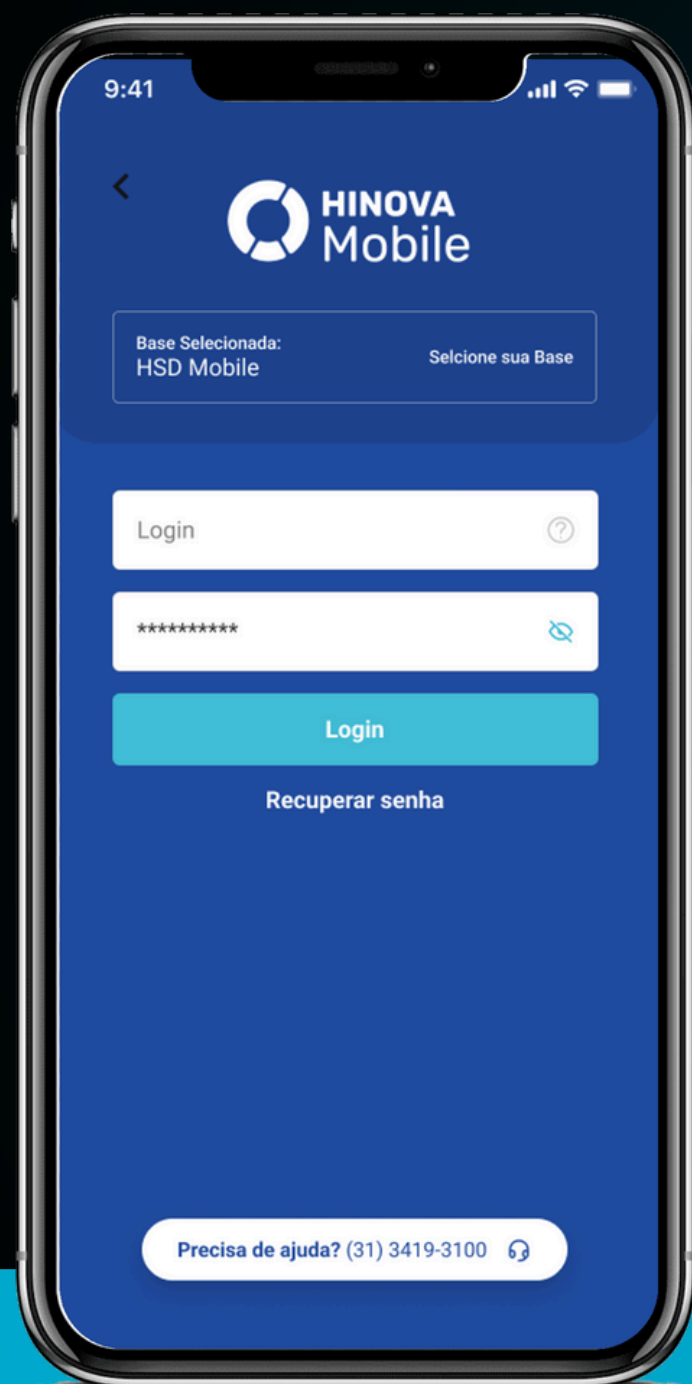 9:41
HINOVA
Mobile
Base Selecionada:
HSD Mobile
Selcione sua Base
Login
**********
Login
Recuperar senha
Precisa de ajuda? (31) 3419-3100